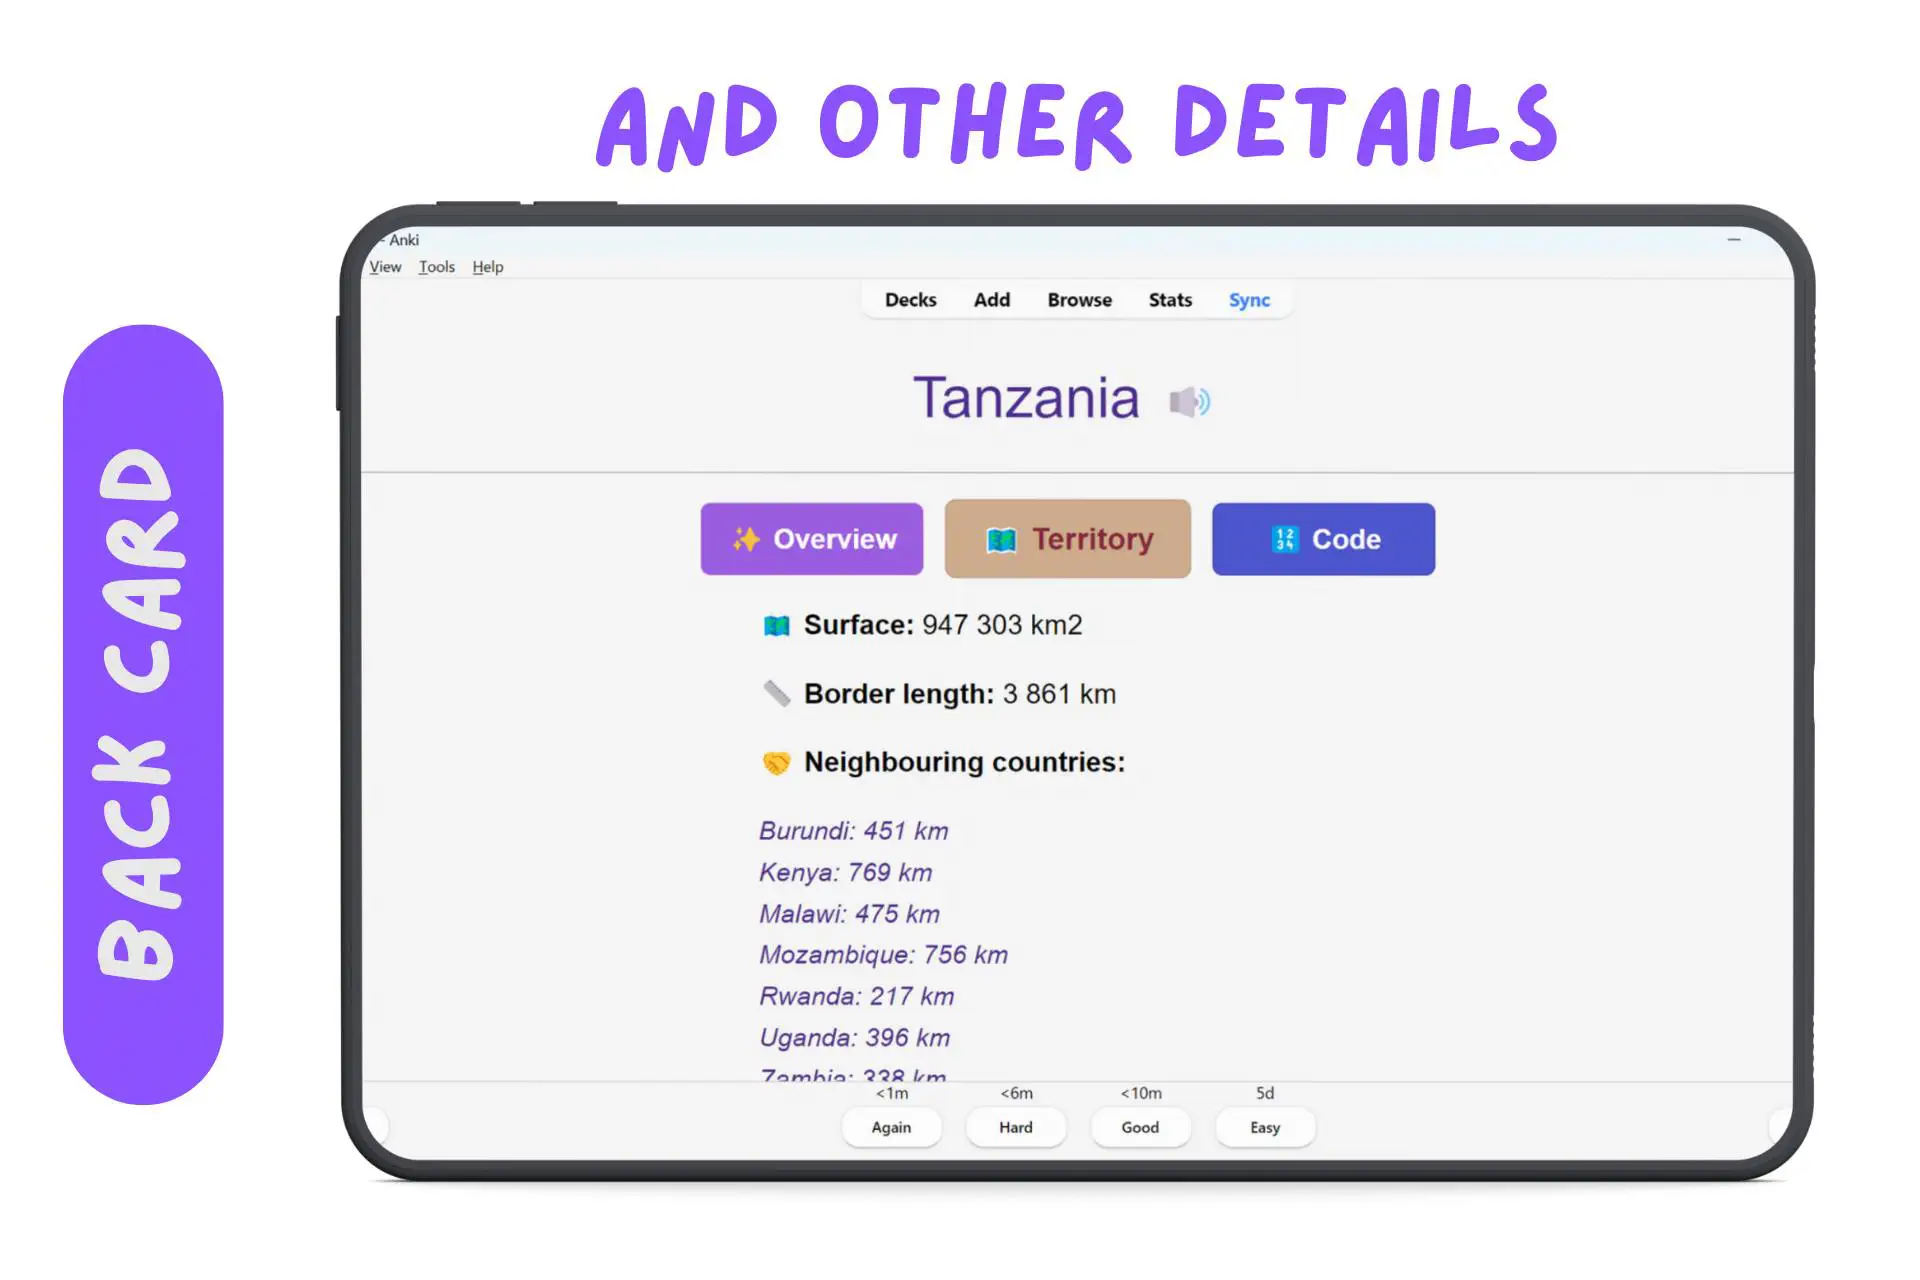 AND OTHER DETAILS
BACK CARD
- Anki
View Tools Help
Decks Add Browse Stats Sync
Tanzania
Overview Territory Code
Surface: 947 303 km2
Border length: 3 861 km
Neighbouring countries:
Burundi: 451 km
Kenya: 769 km
Malawi: 475 km
Mozambique: 756 km
Rwanda: 217 km
Uganda: 396 km
Zambia: 338 km
<1m <6m <10m 5d
Again Hard Good Easy